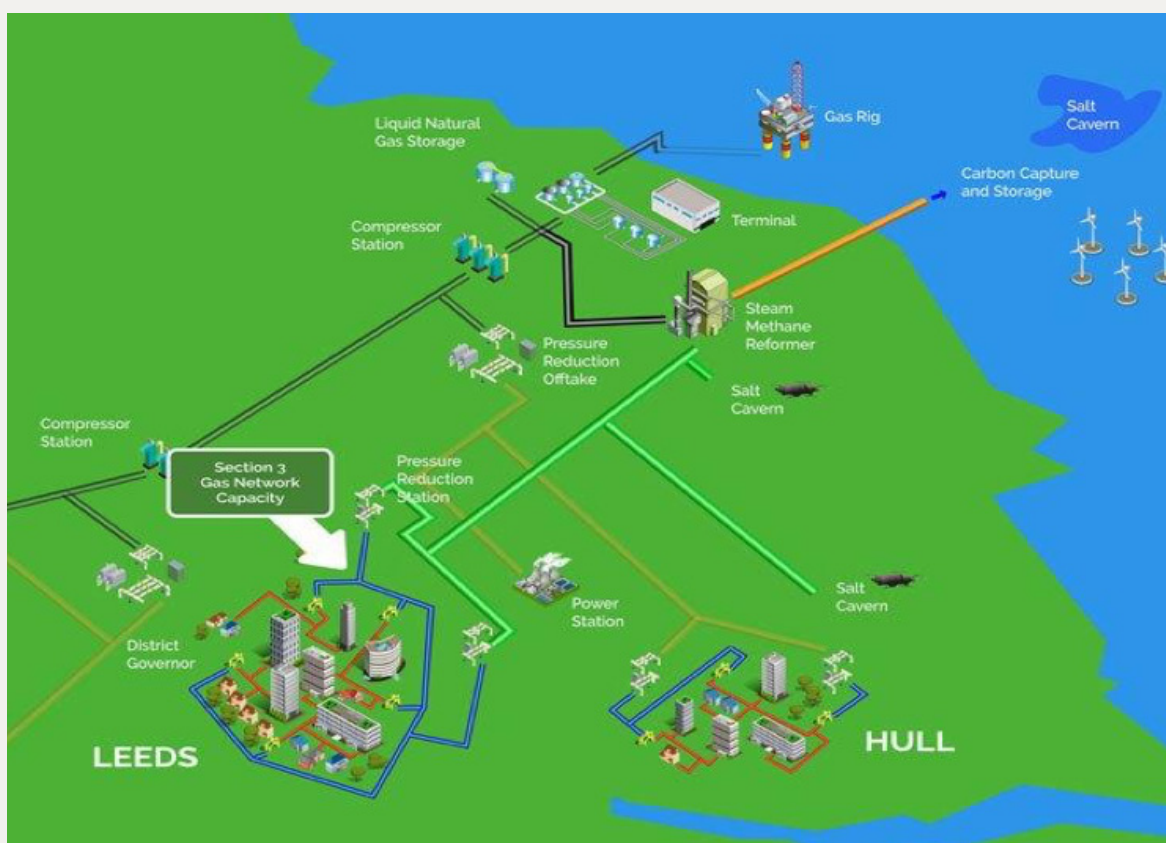 Salt
Cavern
Gas Rig
Liquid Natural
Gas Storage
Carbon Capture
and Storage
Terminal
Compressor
Station
Steam
Methane
Reformer
Pressure
Reduction
Offtake
Salt
Cavern
Compressor
Station
Section 3
Gas Network
Capacity
Pressure
Reduction
Station
Salt
Cavern
Power
Station
District
Governor
LEEDS
HULL